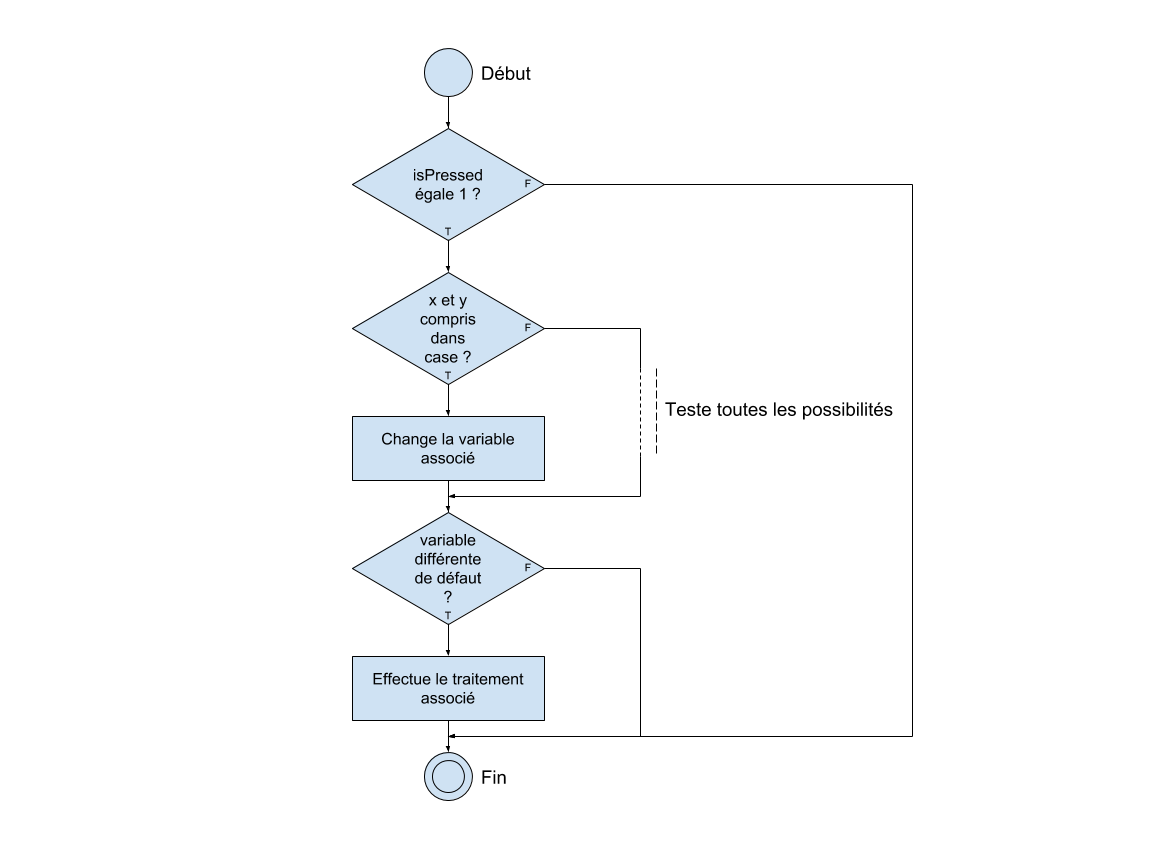 Début
isPressed
égale 1 ?
F
T
x et y
compris
dans
case ?
F
T
Teste toutes les possibilités
Change la variable
associé
variable
différente
de défaut
?
F
T
Effectue le traitement
associé
Fin